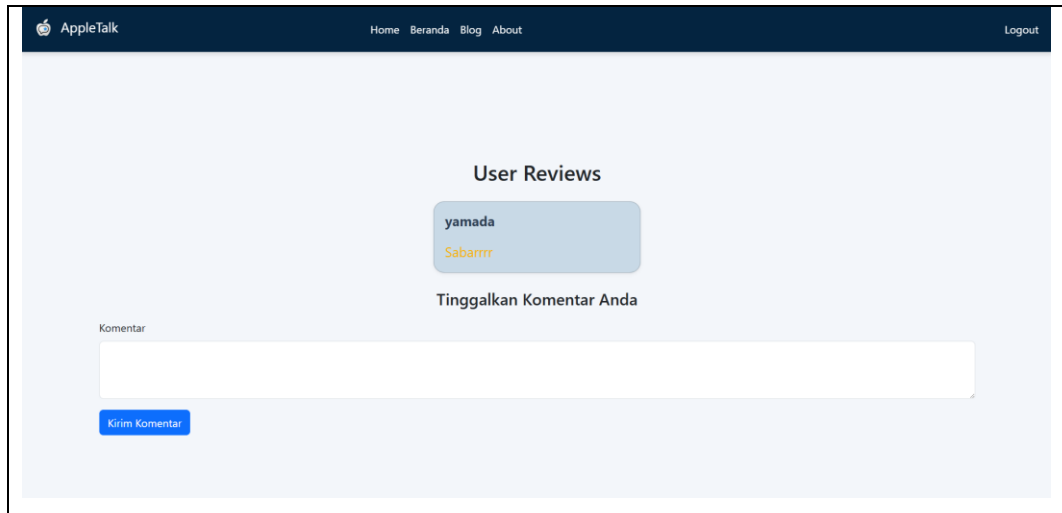 AppleTalk Home Beranda Blog About Logout
User Reviews
yamada
Sabarrrr
Tinggalkan Komentar Anda
Komentar
Kirim Komentar